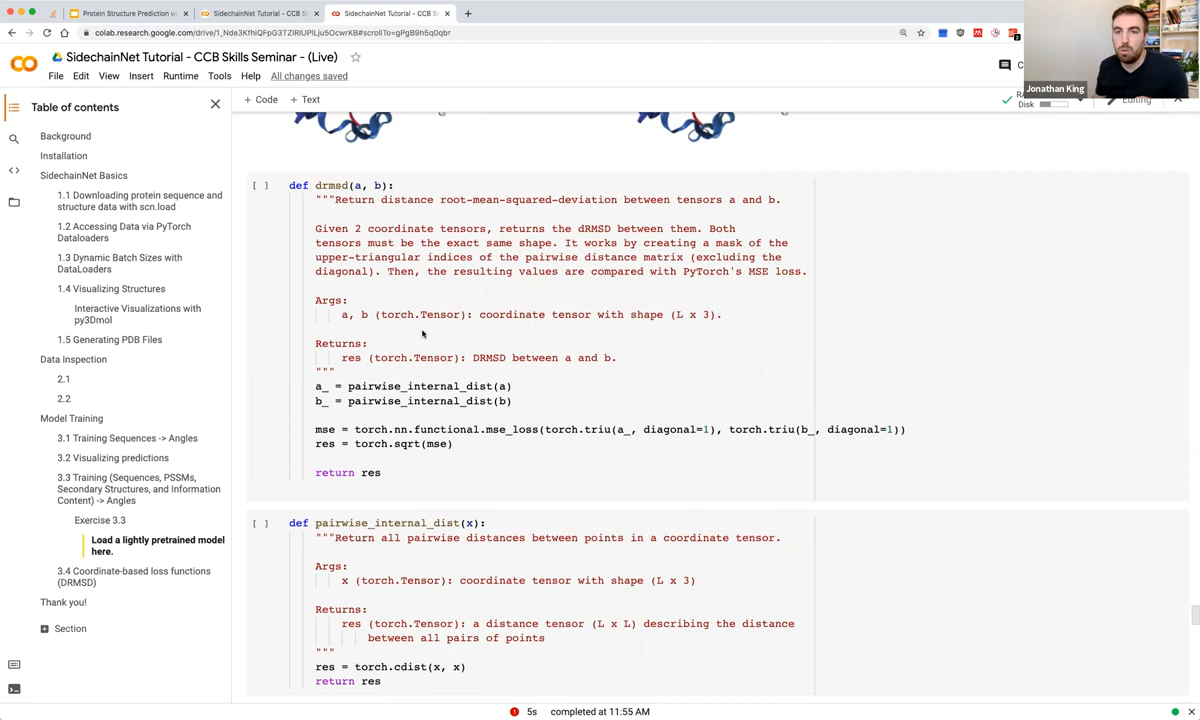 Protein Structure Prediction wi
SidechainNet Tutorial - CCB Sk
SidechainNet Tutorial - CCB S
colab.research.google.com/drive/1_Nde3KfhiQFpG3TZlRIUPlLju5OcwrKB#scrollTo=gPgB9h5q0qbr
SidechainNet Tutorial - CCB Skills Seminar - (Live)
File Edit View Insert Runtime Tools Help All changes saved
Table of contents
+ Code + Text
Disk
Editing
Jonathan King
Background
Installation
SidechainNet Basics
1.1 Downloading protein sequence and
structure data with scn.load
1.2 Accessing Data via PyTorch
Dataloaders
1.3 Dynamic Batch Sizes with
DataLoaders
1.4 Visualizing Structures
Interactive Visualizations with
py3Dmol
1.5 Generating PDB Files
Data Inspection
2.1
2.2
Model Training
3.1 Training Sequences -> Angles
3.2 Visualizing predictions
3.3 Training (Sequences, PSSMs,
Secondary Structures, and Information
Content) -> Angles
Exercise 3.3
Load a lightly pretrained model
here.
3.4 Coordinate-based loss functions
(DRMSD)
Thank you!
Section
[ ] def drmsd(a, b):
"""Return distance root-mean-squared-deviation between tensors a and b.
Given 2 coordinate tensors, returns the dRMSD between them. Both
tensors must be the exact same shape. It works by creating a mask of the
upper-triangular indices of the pairwise distance matrix (excluding the
diagonal). Then, the resulting values are compared with PyTorch's MSE loss.
Args:
a, b (torch.Tensor): coordinate tensor with shape (L x 3).
Returns:
res (torch.Tensor): DRMSD between a and b.
"""
a_ = pairwise_internal_dist(a)
b_ = pairwise_internal_dist(b)
mse = torch.nn.functional.mse_loss(torch.triu(a_, diagonal=1), torch.triu(b_, diagonal=1))
res = torch.sqrt(mse)
return res
[ ] def pairwise_internal_dist(x):
"""Return all pairwise distances between points in a coordinate tensor.
Args:
x (torch.Tensor): coordinate tensor with shape (L x 3)
Returns:
res (torch.Tensor): a distance tensor (L x L) describing the distance
between all pairs of points
"""
res = torch.cdist(x, x)
return res
5s completed at 11:55 AM